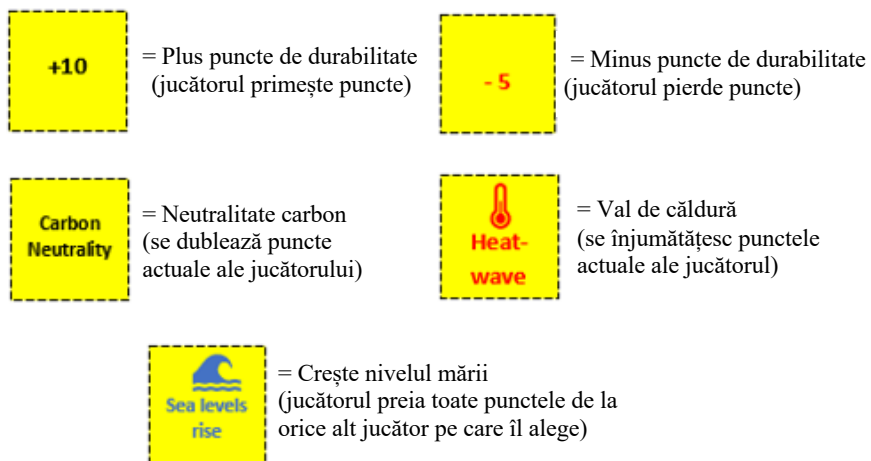 +10
= Plus puncte de durabilitate
(jucătorul primește puncte)
- 5
= Minus puncte de durabilitate
(jucătorul pierde puncte)
Carbon
Neutrality
= Neutralitate carbon
(se dublează puncte
actuale ale jucătorului)
Heat-
wave
= Val de căldură
(se înjumătățesc punctele
actuale ale jucătorul)
Sea levels
rise
= Crește nivelul mării
(jucătorul preia toate punctele de la
orice alt jucător pe care îl alege)